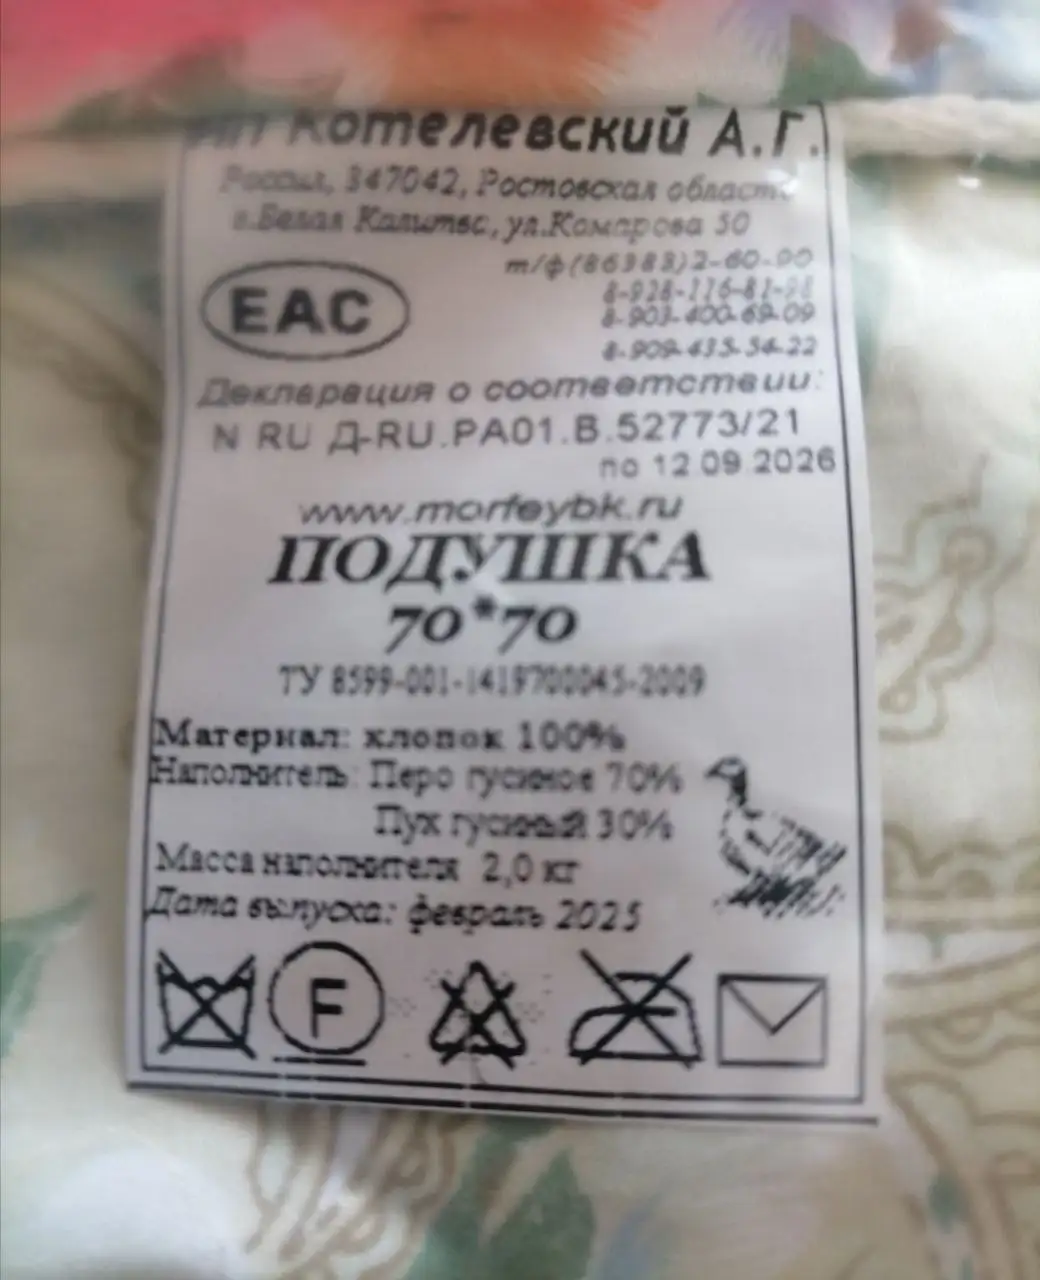 ИП Котелевский А.Г.
Россия, 347042, Ростовская область
г.Белая Калитва, ул.Комарова 50
т/ф(86383)2-60-90
8-928-116-81-98
8-903-400-69-09
8-909-435-54-22
EAC
Декларация о соответствии:
N RU Д-RU.РА01.В.52773/21
по 12.09.2026
www.morfeybk.ru
ПОДУШКА
70*70
ТУ 8599-001-1419700045-2009
Материал: хлопок 100%
Наполнитель: Перо гусиное 70%
Пух гусиный 30%
Масса наполнителя 2,0 кг
Дата выпуска: февраль 2025
F